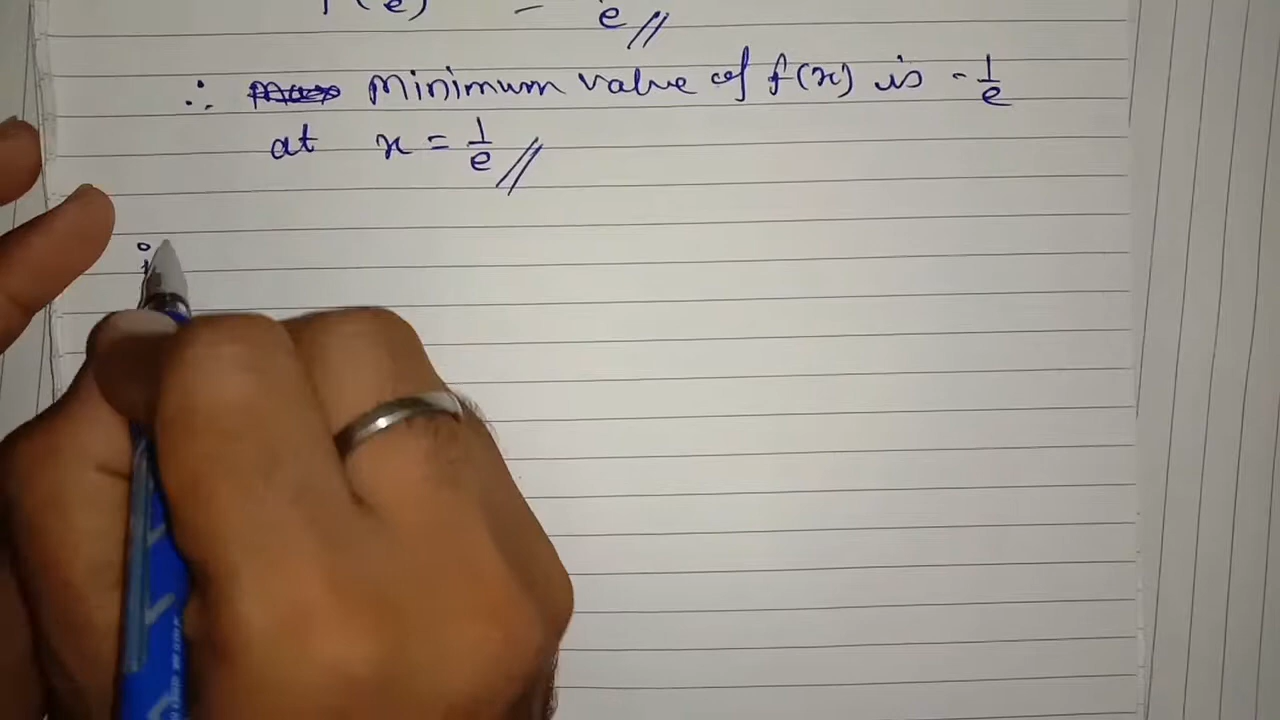 f(e) - e//
∴ Minimum value of f(x) is - 1/e
at x = 1/e //
i